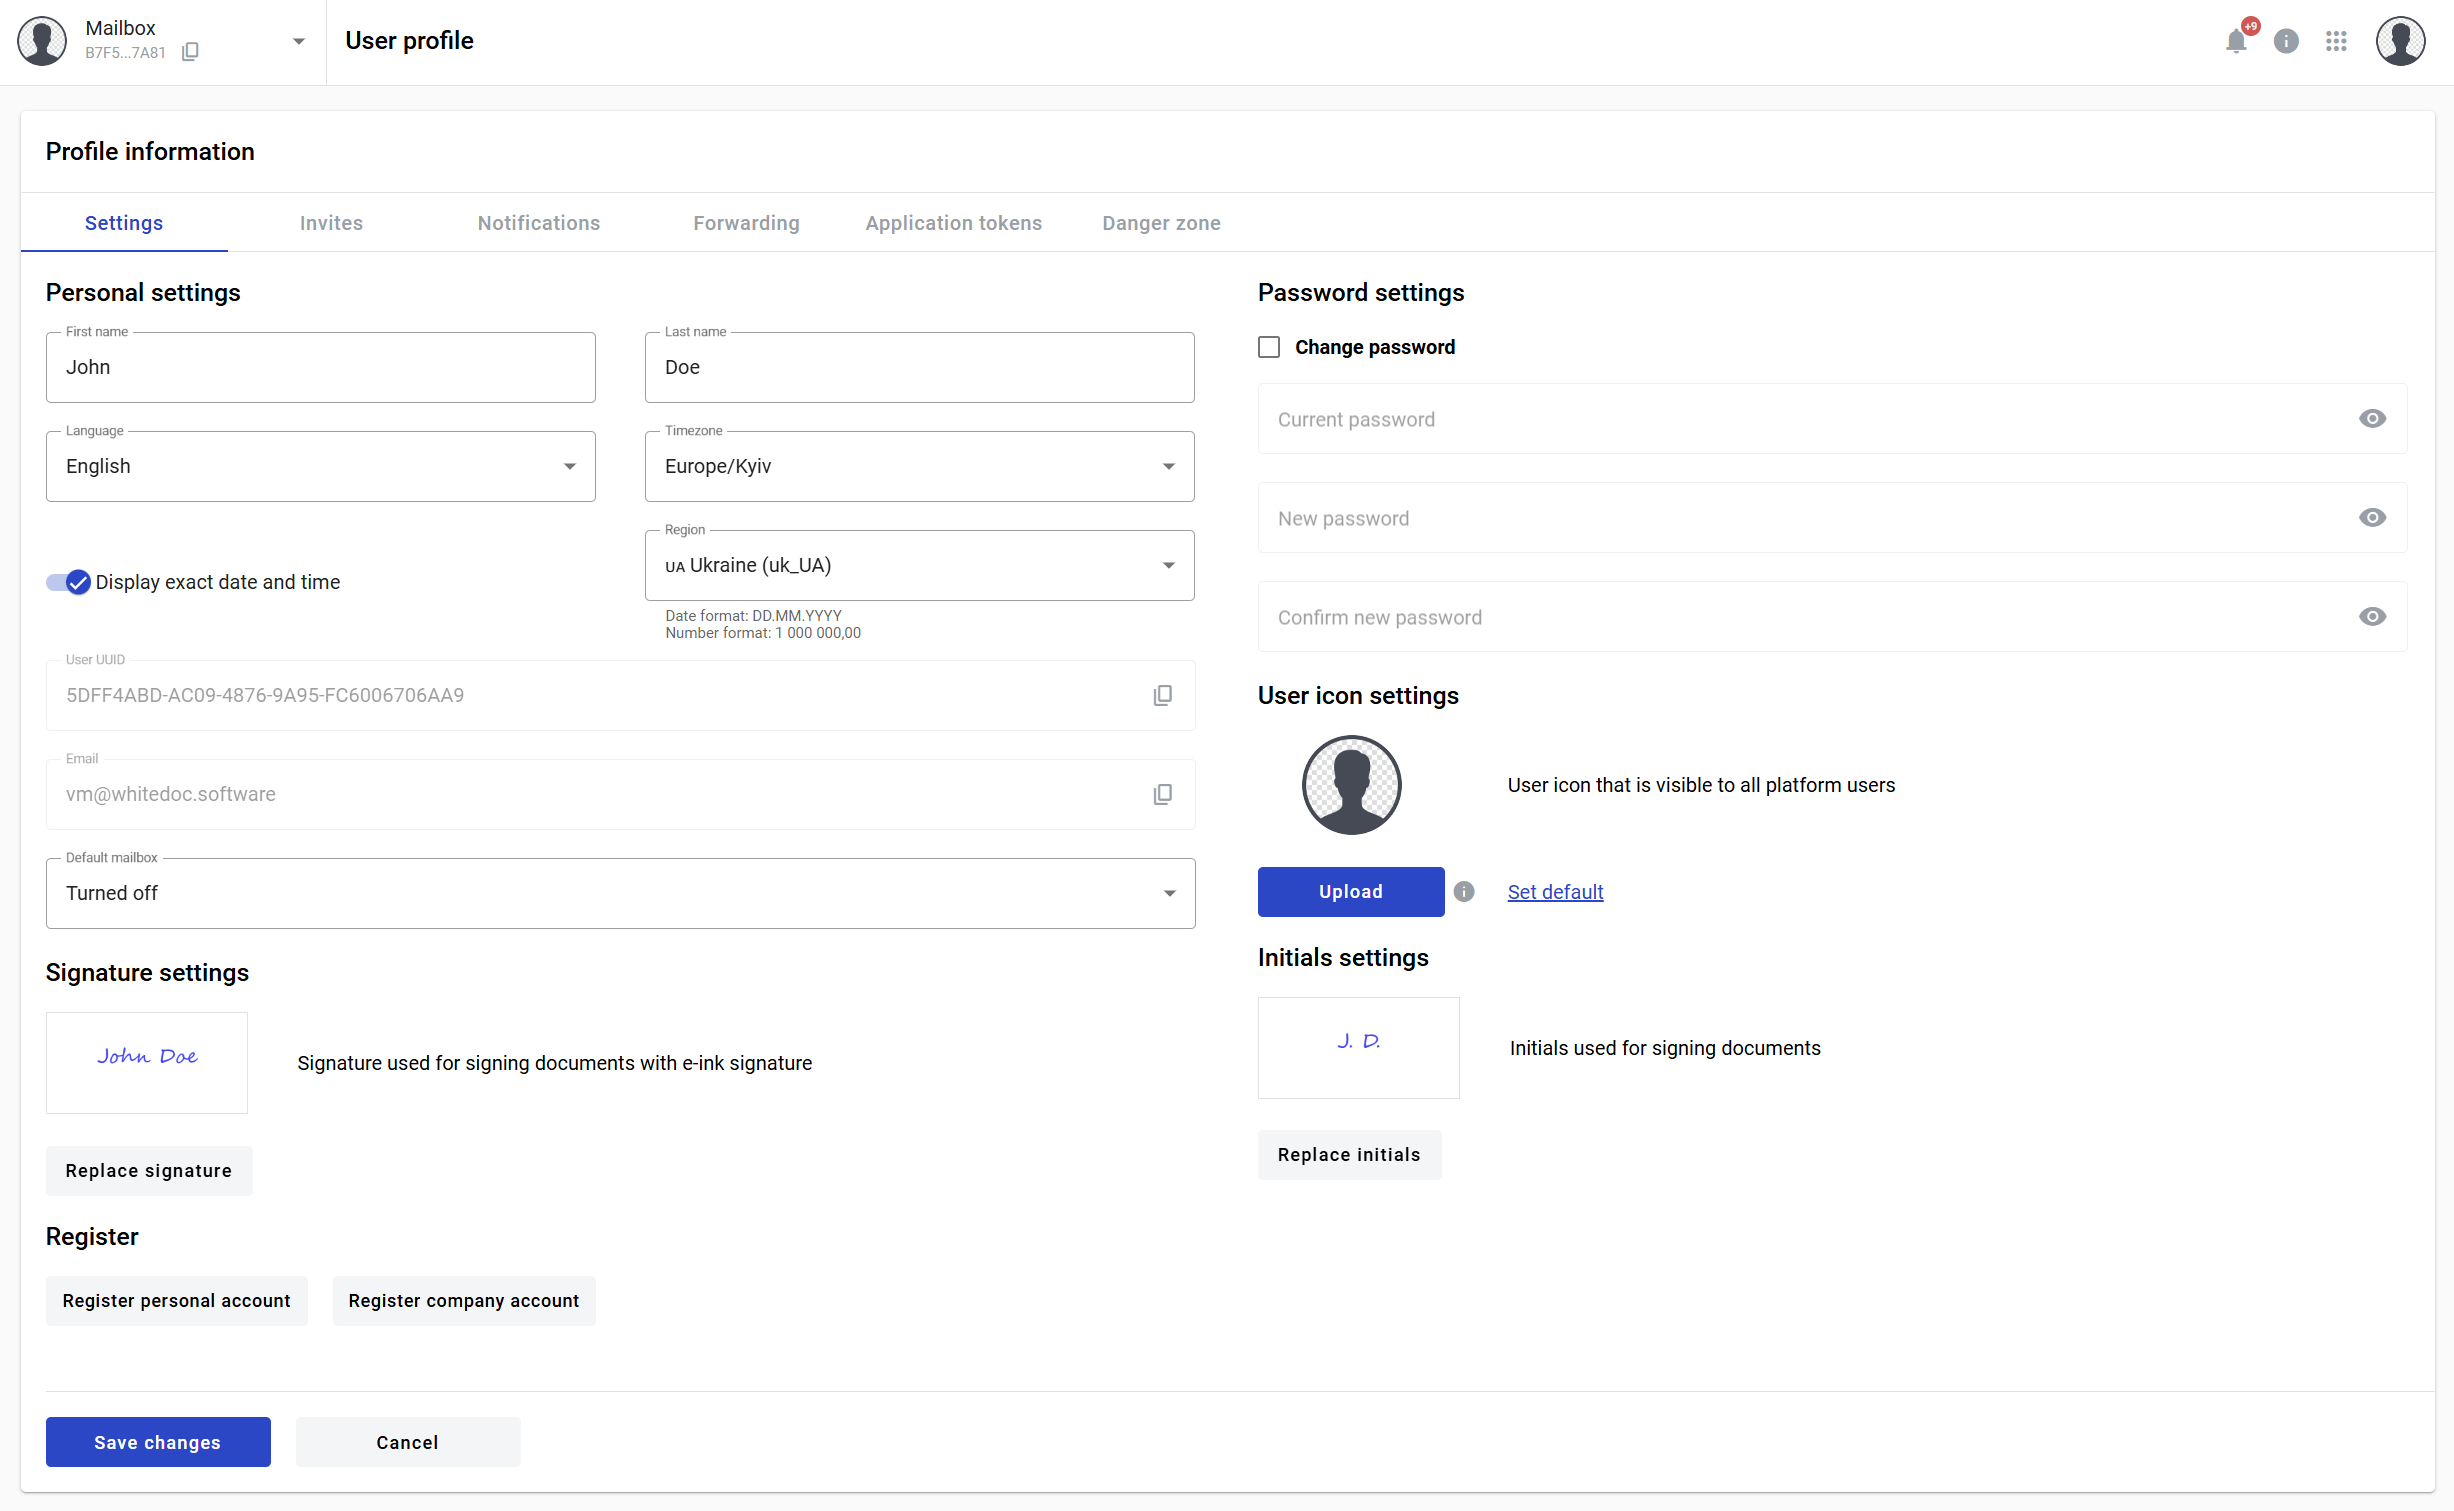 Mailbox
B7F5...7A81
User profile
+9
Profile information
Settings
Invites
Notifications
Forwarding
Application tokens
Danger zone
Personal settings
First name
John
Last name
Doe
Language
English
Timezone
Europe/Kyiv
Display exact date and time
Region
UA Ukraine (uk_UA)
Date format: DD.MM.YYYY
Number format: 1 000 000,00
User UUID
5DFF4ABD-AC09-4876-9A95-FC6006706AA9
Email
vm@whitedoc.software
Default mailbox
Turned off
Signature settings
John Doe
Signature used for signing documents with e-ink signature
Replace signature
Register
Register personal account
Register company account
Password settings
Change password
Current password
New password
Confirm new password
User icon settings
User icon that is visible to all platform users
Upload
Set default
Initials settings
J. D.
Initials used for signing documents
Replace initials
Save changes
Cancel